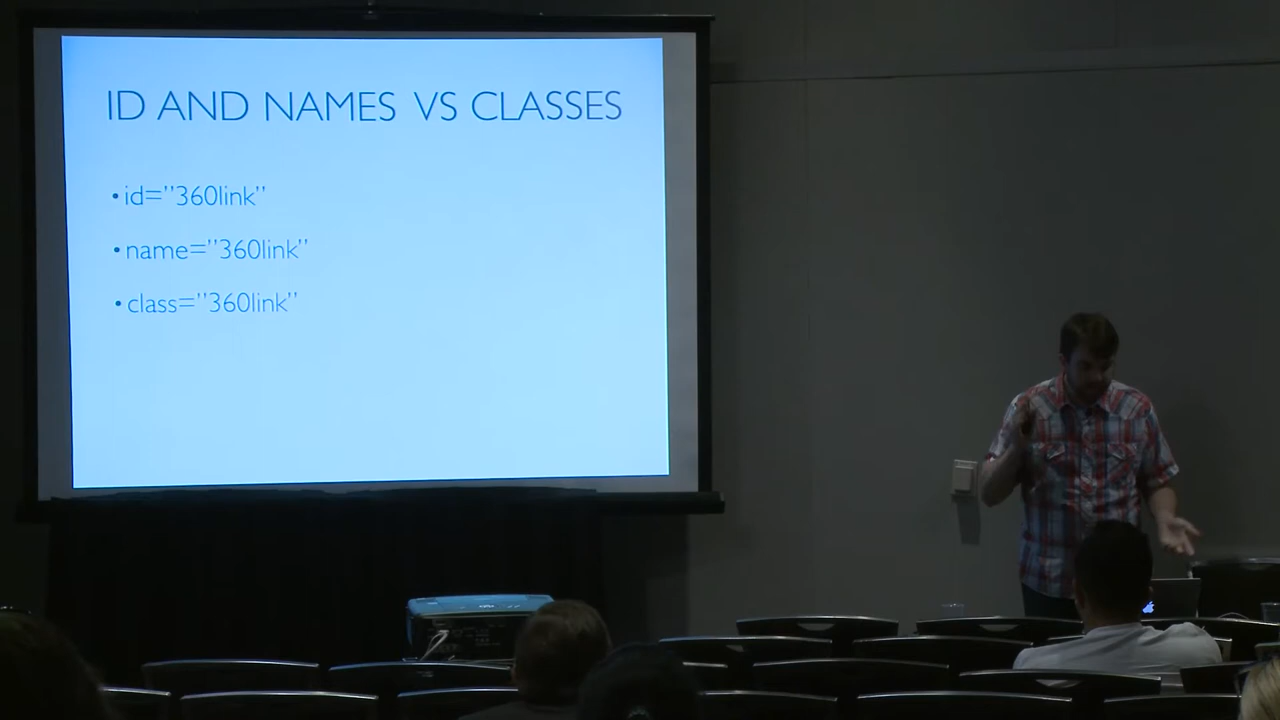 ID AND NAMES VS CLASSES
• id="360link"
• name="360link"
• class="360link"